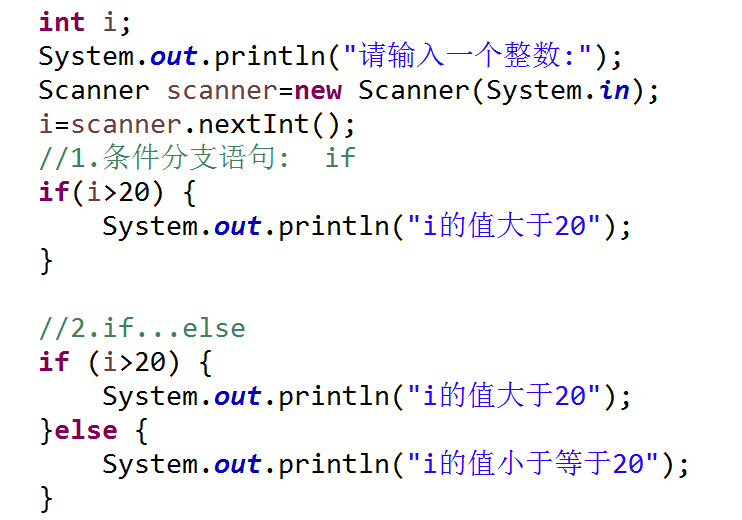 int i;
System.out.println("请输入一个整数:");
Scanner scanner=new Scanner(System.in);
i=scanner.nextInt();
//1.条件分支语句： if
if(i>20) {
    System.out.println("i的值大于20");
}
//2.if...else
if (i>20) {
    System.out.println("i的值大于20");
}else {
    System.out.println("i的值小于等于20");
}